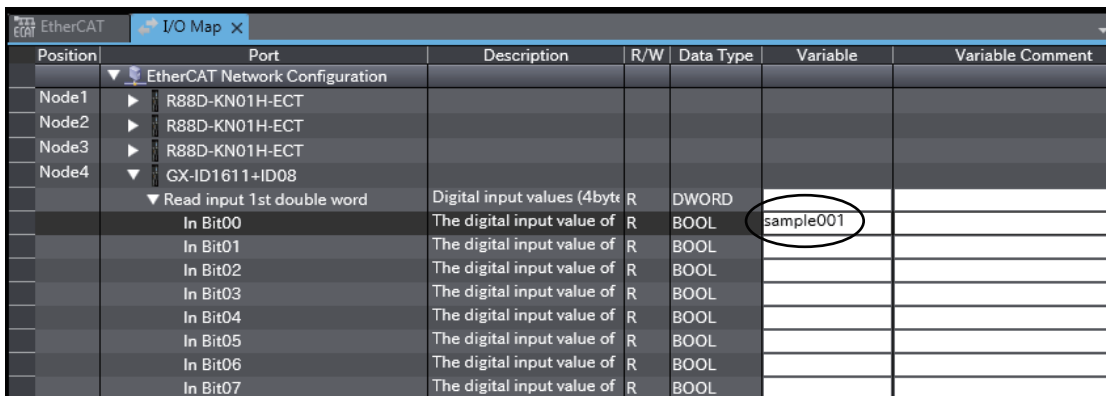 EtherCAT I/O Map
Position Port Description R/W Data Type Variable Variable Comment
EtherCAT Network Configuration
Node1 R88D-KN01H-ECT
Node2 R88D-KN01H-ECT
Node3 R88D-KN01H-ECT
Node4 GX-ID1611+ID08
Read input 1st double word Digital input values (4byte R DWORD
In Bit00 The digital input value of R BOOL sample001
In Bit01 The digital input value of R BOOL
In Bit02 The digital input value of R BOOL
In Bit03 The digital input value of R BOOL
In Bit04 The digital input value of R BOOL
In Bit05 The digital input value of R BOOL
In Bit06 The digital input value of R BOOL
In Bit07 The digital input value of R BOOL